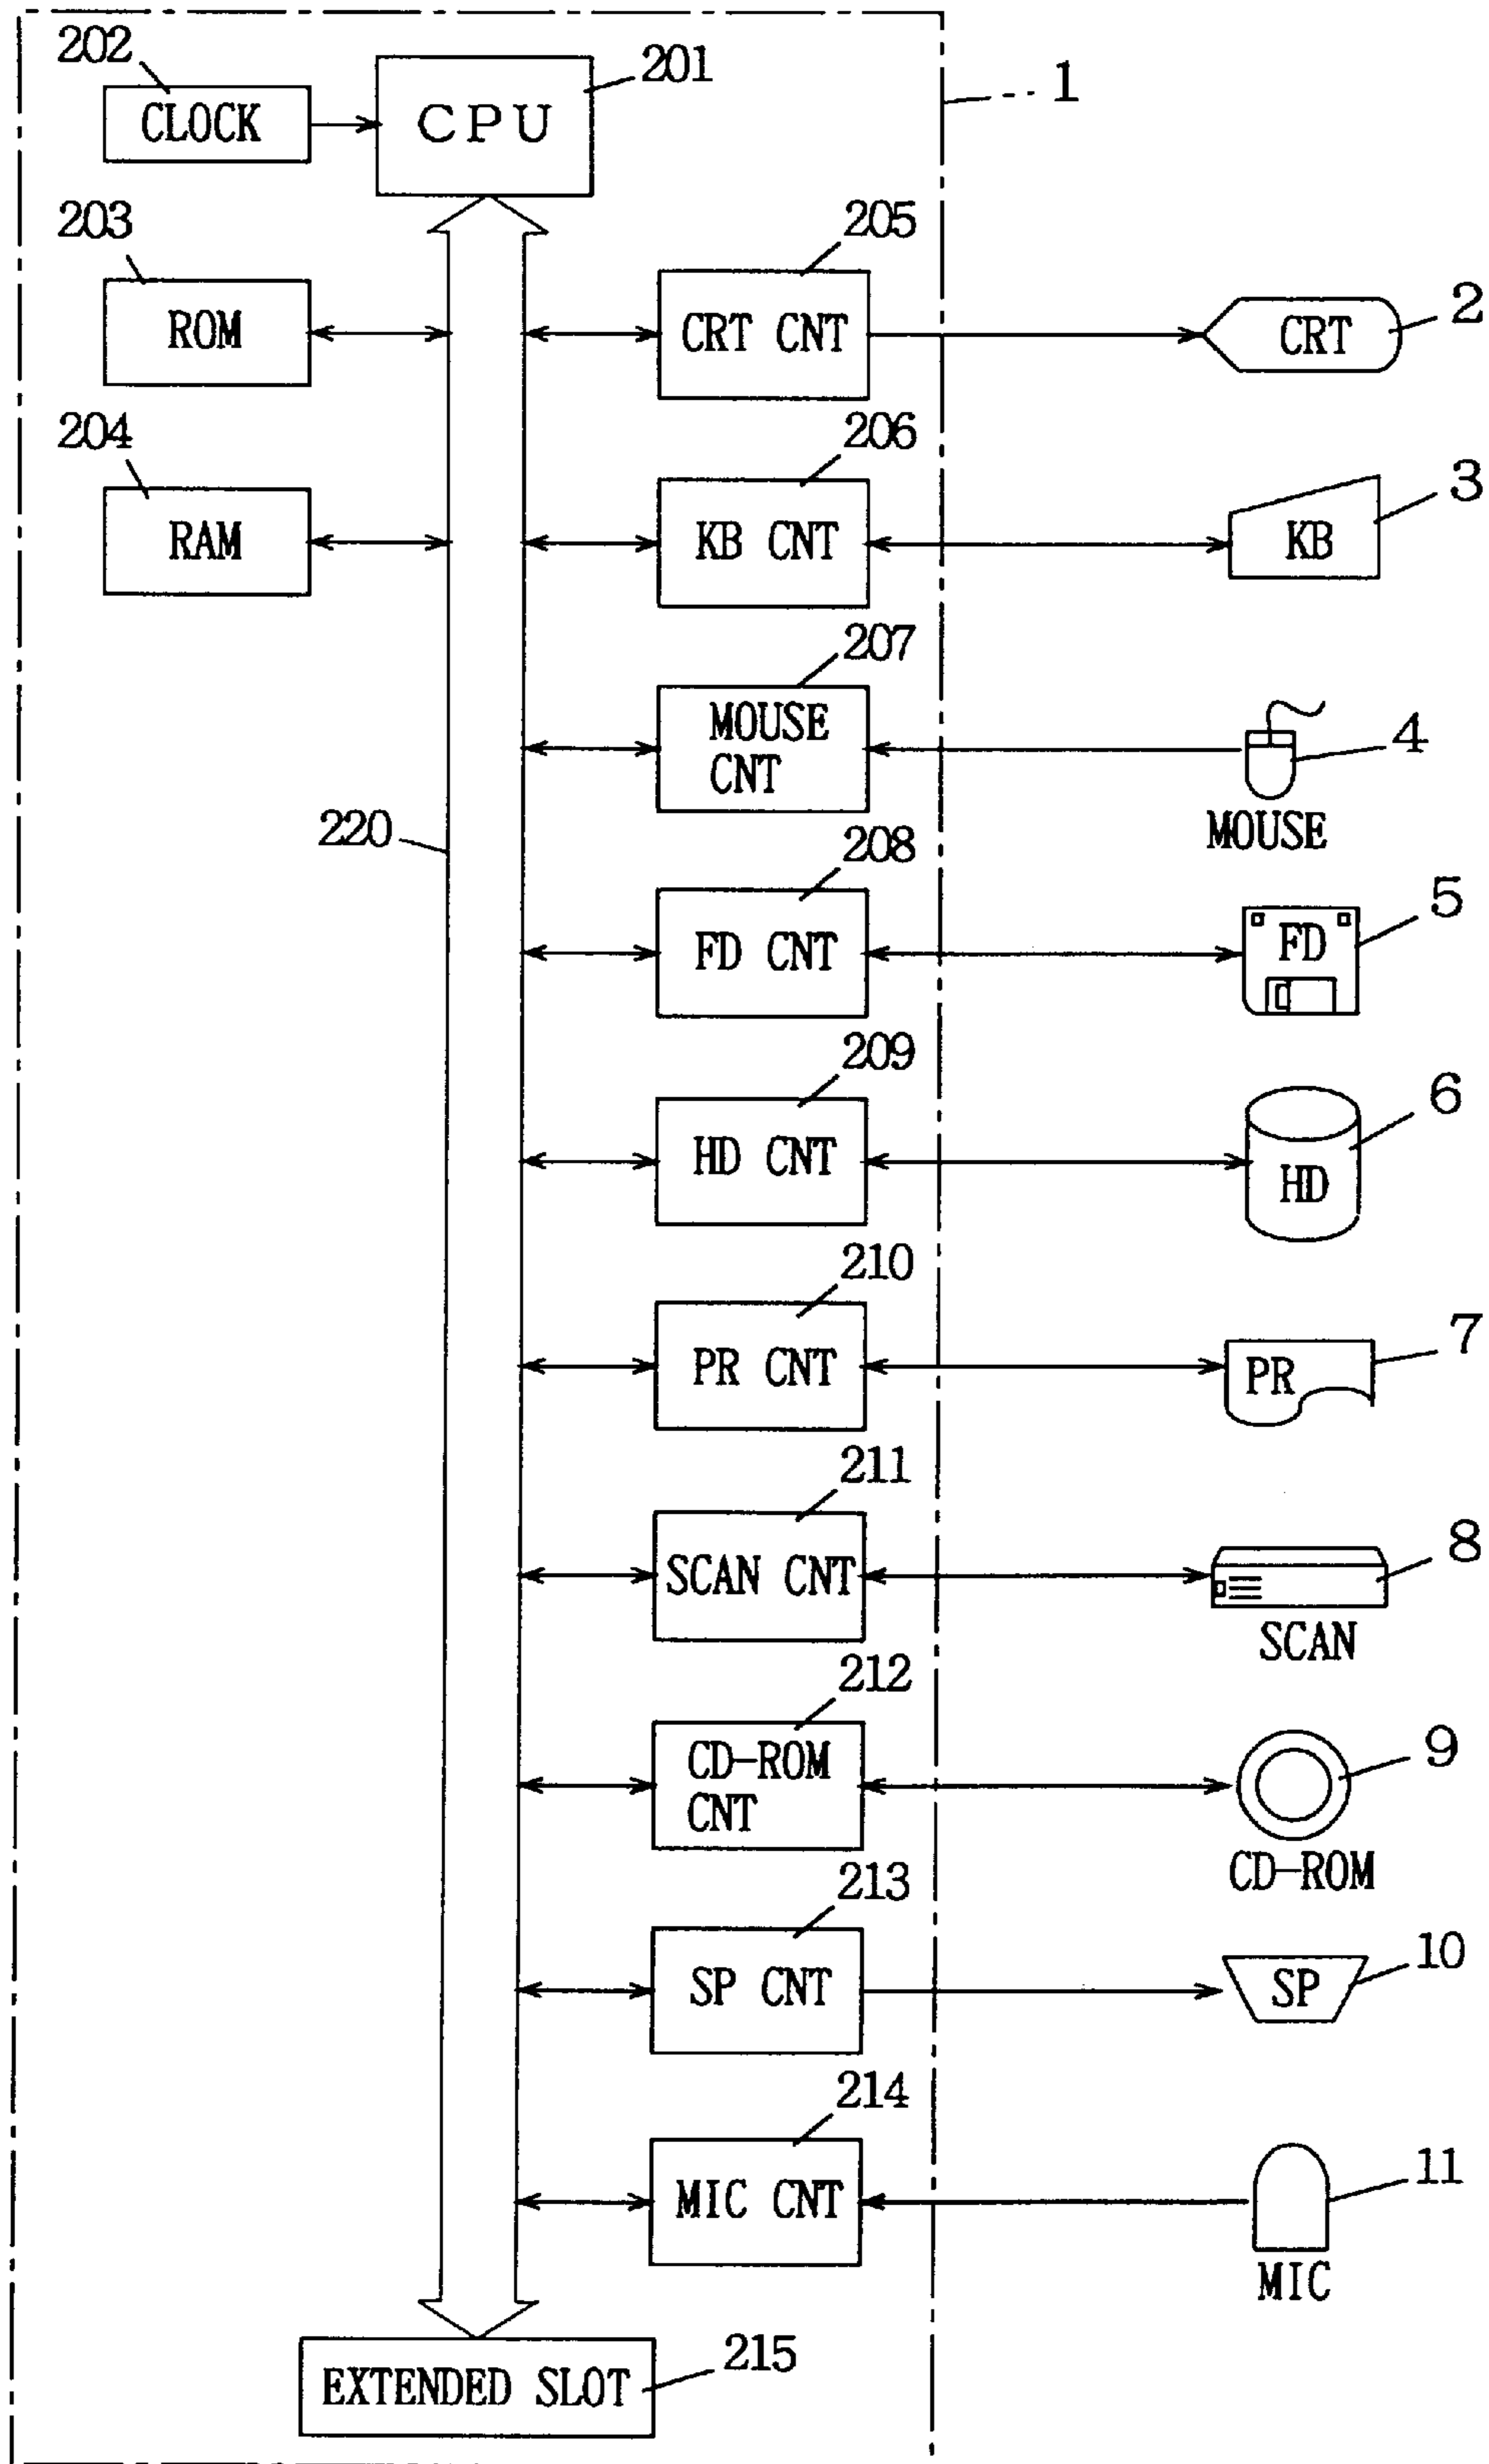 202
CLOCK
CPU
201
1
203
ROM
205
CRT CNT
CRT
2
204
RAM
206
KB CNT
KB
3
207
MOUSE
CNT
4
MOUSE
220
208
FD CNT
FD
5
209
HD CNT
HD
6
210
PR CNT
PR
7
211
SCAN CNT
8
SCAN
212
CD-ROM
CNT
9
CD-ROM
213
SP CNT
SP
10
214
MIC CNT
11
MIC
EXTENDED SLOT
215